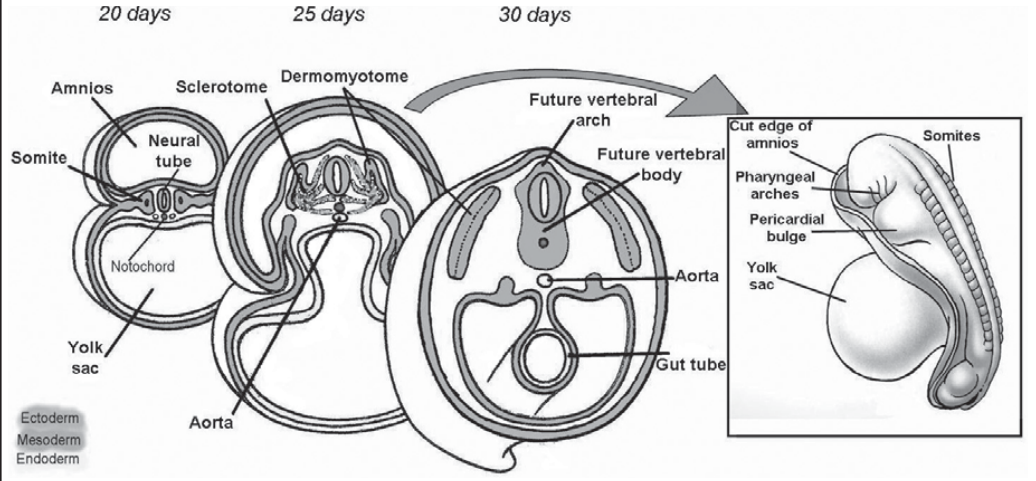 20 days
25 days
30 days
Amnios
Somite
Neural
tube
Notochord
Yolk
sac
Sclerotome
Dermomyotome
Aorta
Future vertebral
arch
Future vertebral
body
Aorta
Gut tube
Cut edge of
amnios
Pharyngeal
arches
Pericardial
bulge
Yolk
sac
Somites
Ectoderm
Mesoderm
Endoderm